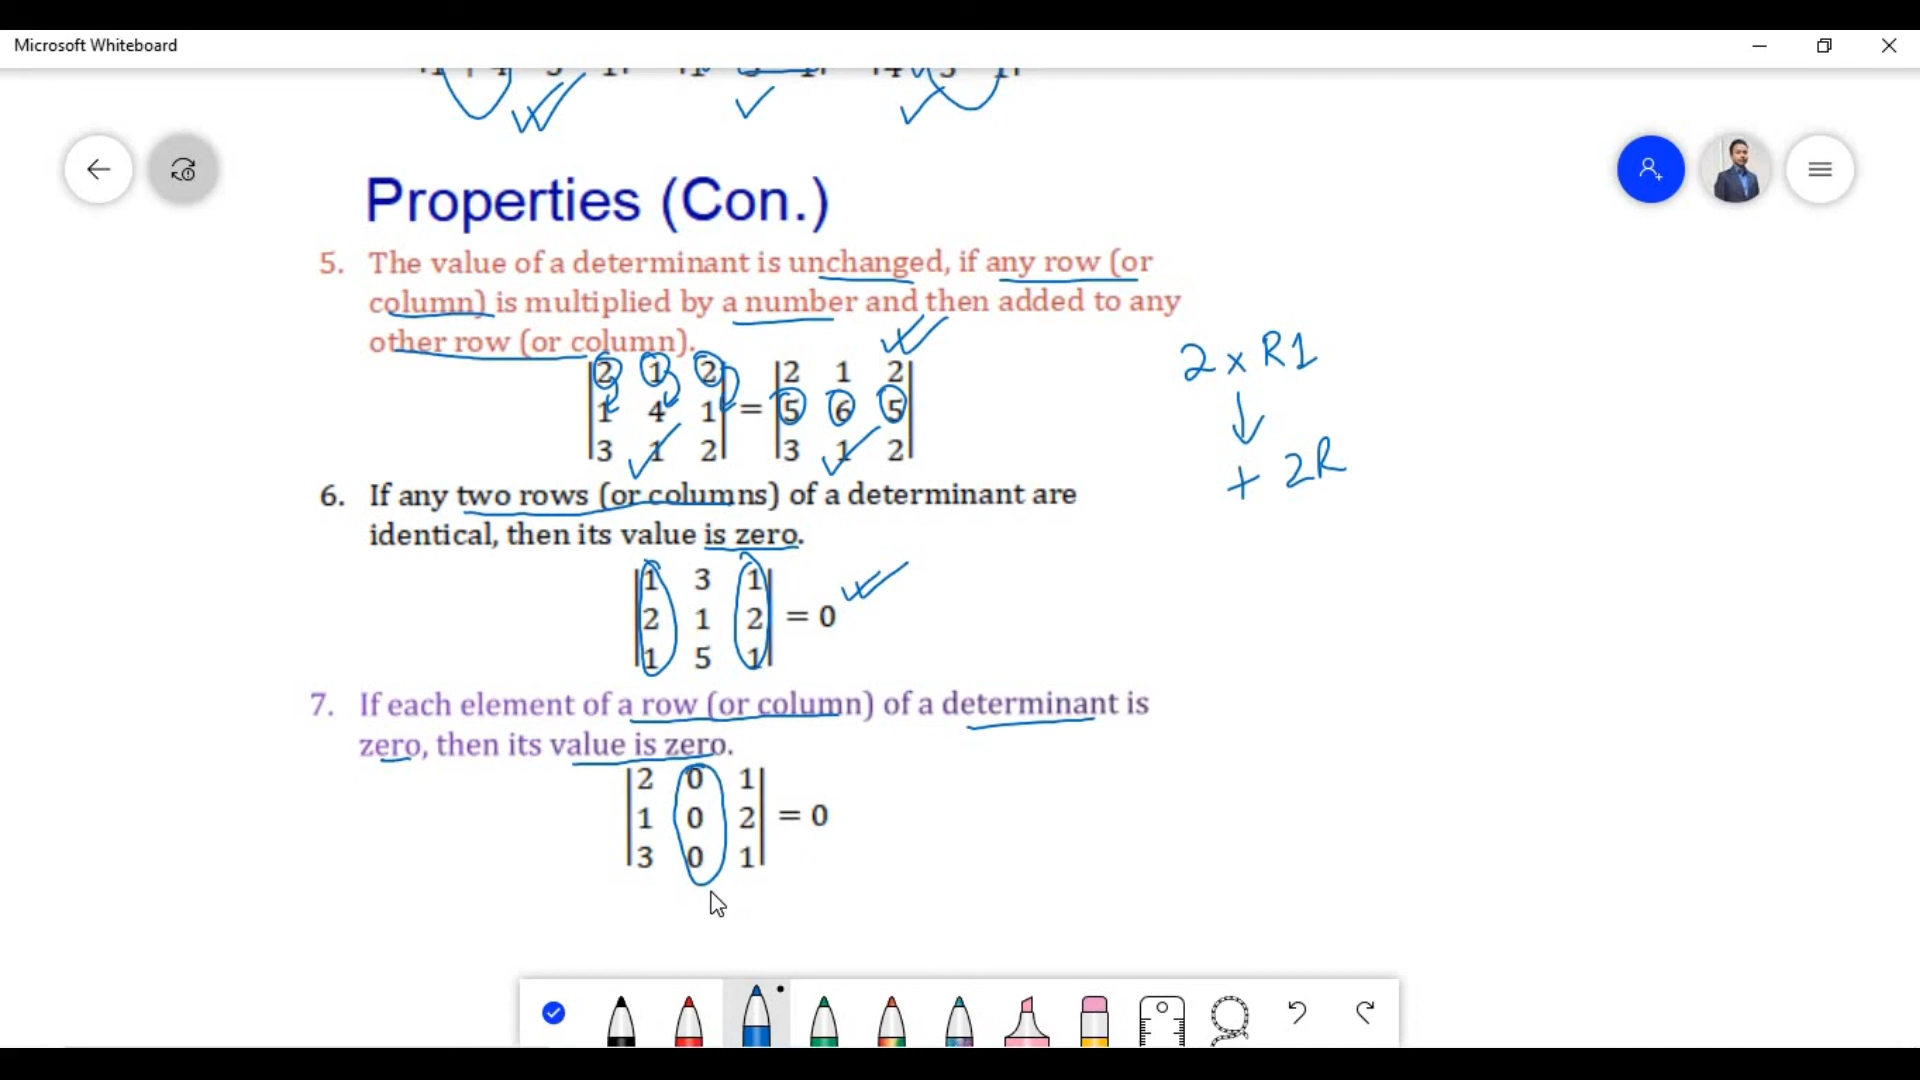 Microsoft Whiteboard
Properties (Con.)
5. The value of a determinant is unchanged, if any row (or
column) is multiplied by a number and then added to any
other row (or column).
|2 1 2| |2 1 2|
|1 4 1| = |5 6 5|
|3 1 2| |3 1 2|
2 × R1
↓
+ 2R
6. If any two rows (or columns) of a determinant are
identical, then its value is zero.
|1 3 1|
|2 1 2| = 0
|1 5 1|
7. If each element of a row (or column) of a determinant is
zero, then its value is zero.
|2 0 1|
|1 0 2| = 0
|3 0 1|